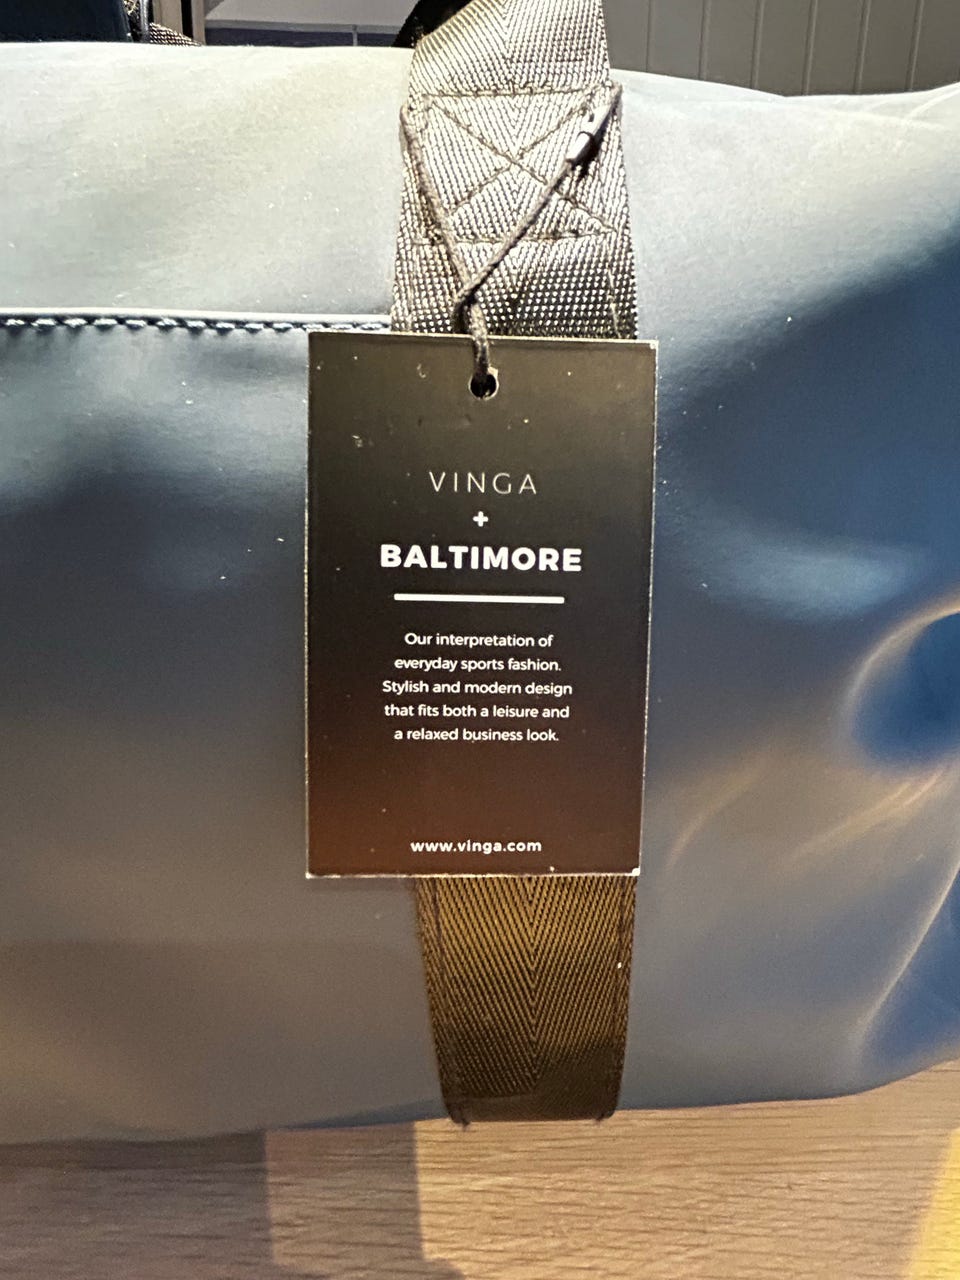 VINGA
+
BALTIMORE
Our interpretation of
everyday sports fashion.
Stylish and modern design
that fits both a leisure and
a relaxed business look.
www.vinga.com